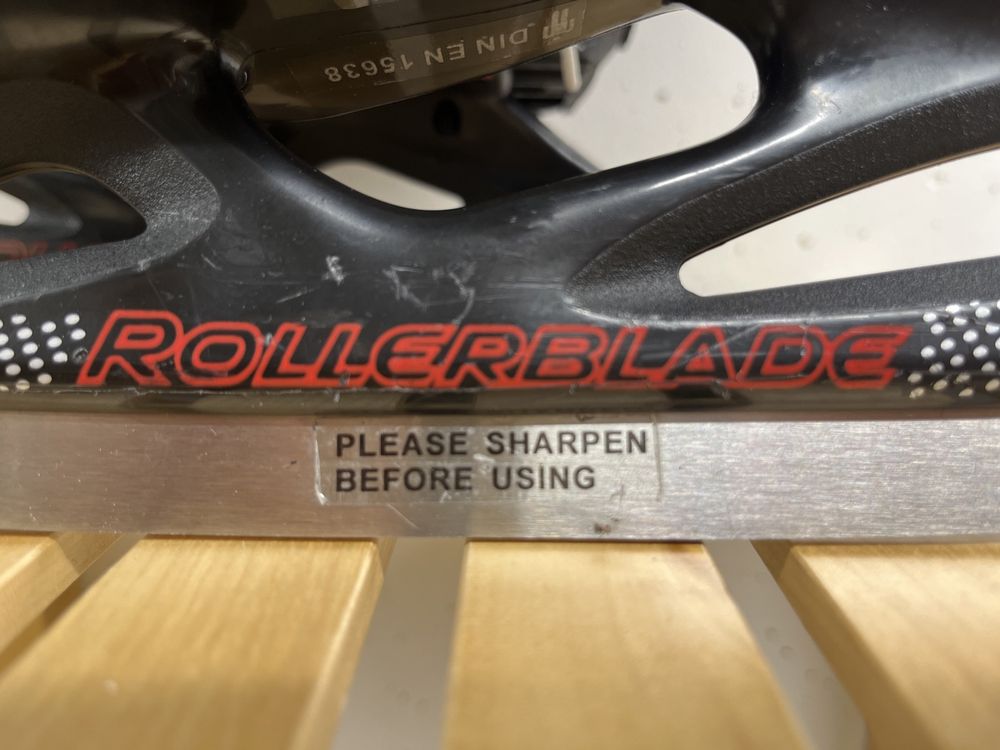 DIN EN 15638
ROLLERBLADE
PLEASE SHARPEN
BEFORE USING